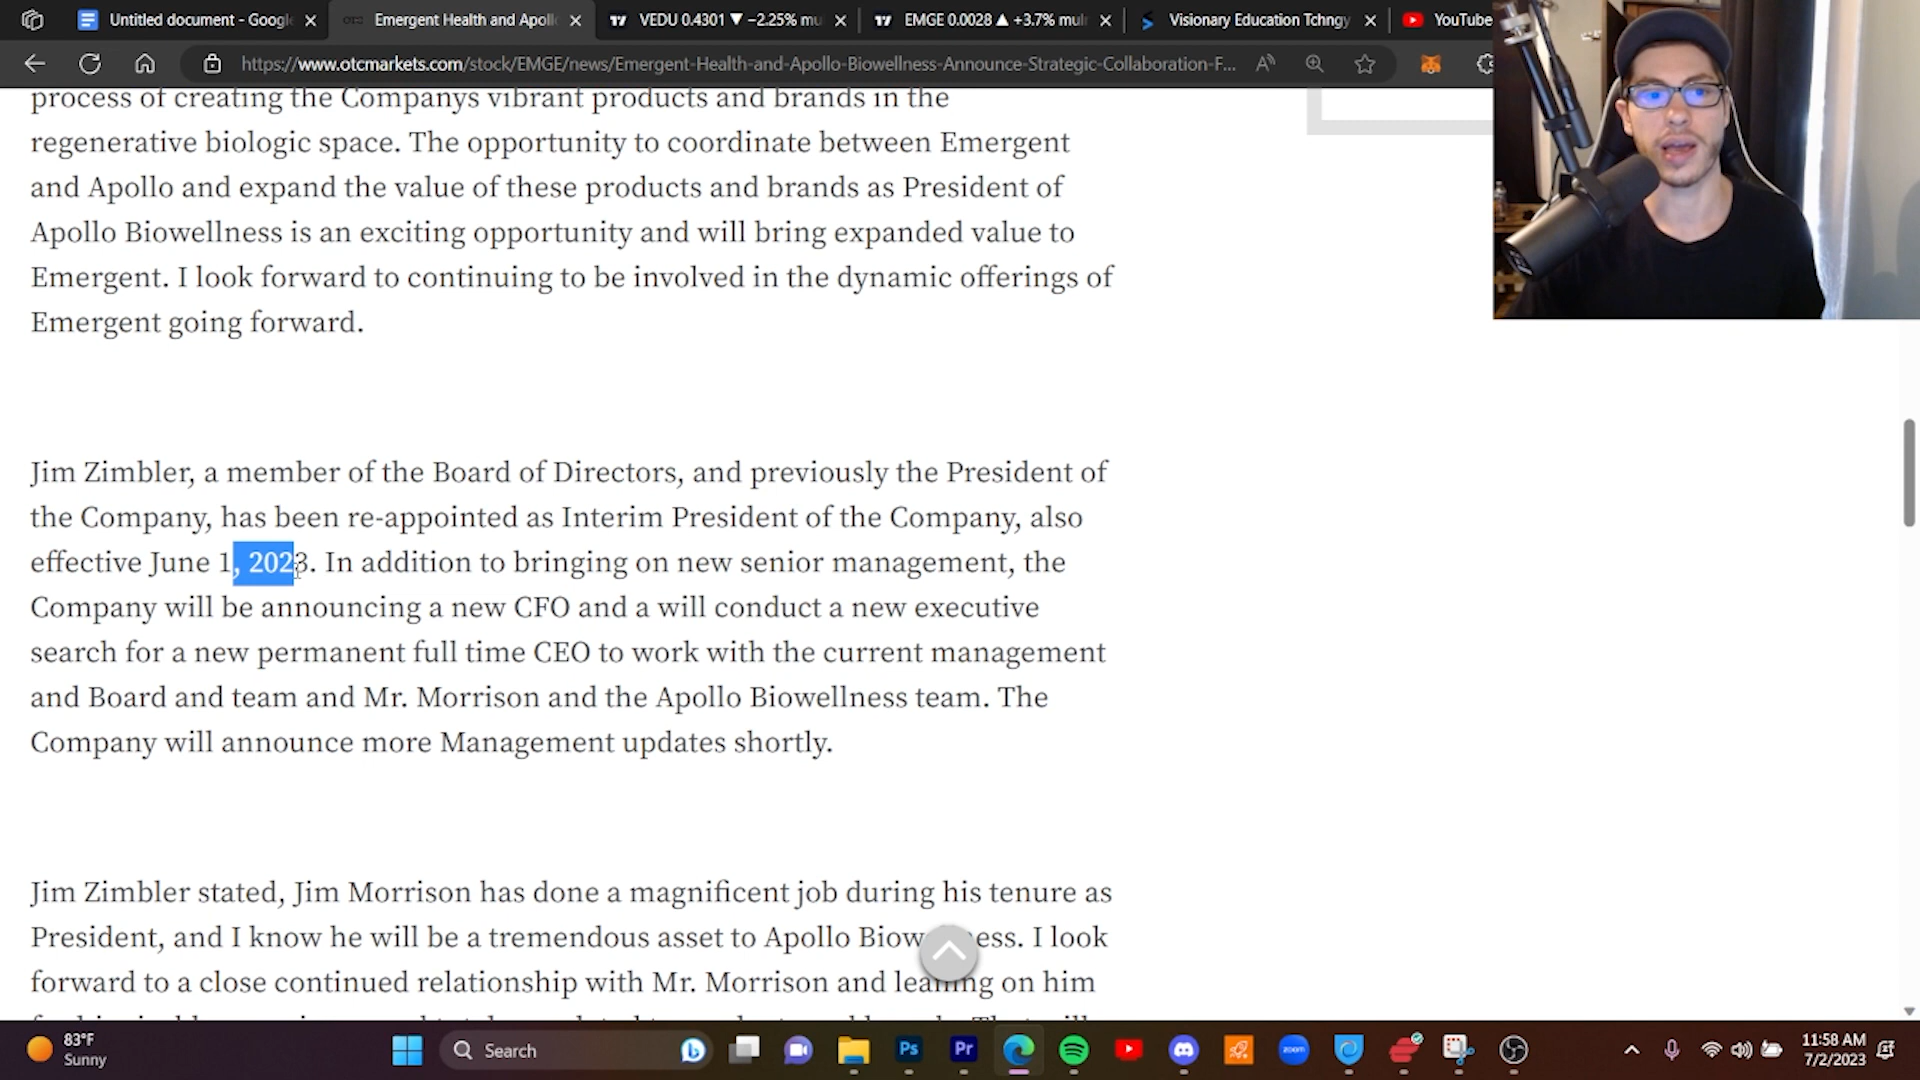 Untitled document - Google
Emergent Health and Apoll
VEDU 0.4301 ▼ −2.25% mu
EMGE 0.0028 ▲ +3.7% mul
Visionary Education Tchngy
YouTube
https://www.otcmarkets.com/stock/EMGE/news/Emergent-Health-and-Apollo-Biowellness-Announce-Strategic-Collaboration-F...
process of creating the Companys vibrant products and brands in the
regenerative biologic space. The opportunity to coordinate between Emergent
and Apollo and expand the value of these products and brands as President of
Apollo Biowellness is an exciting opportunity and will bring expanded value to
Emergent. I look forward to continuing to be involved in the dynamic offerings of
Emergent going forward.
Jim Zimbler, a member of the Board of Directors, and previously the President of
the Company, has been re-appointed as Interim President of the Company, also
effective June 1, 2023. In addition to bringing on new senior management, the
Company will be announcing a new CFO and a will conduct a new executive
search for a new permanent full time CEO to work with the current management
and Board and team and Mr. Morrison and the Apollo Biowellness team. The
Company will announce more Management updates shortly.
Jim Zimbler stated, Jim Morrison has done a magnificent job during his tenure as
President, and I know he will be a tremendous asset to Apollo Biow ess. I look
forward to a close continued relationship with Mr. Morrison and leaning on him
83°F
Sunny
Search
Ps
Pr
zoom
11:58 AM
7/2/2023